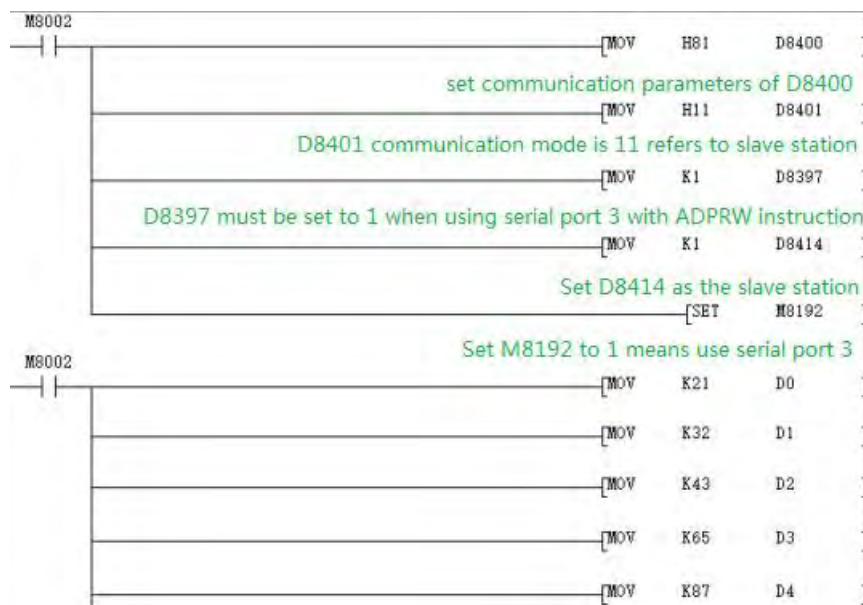 M8002
[MOV H81 D8400 ]
set communication parameters of D8400
[MOV H11 D8401 ]
D8401 communication mode is 11 refers to slave station
[MOV K1 D8397 ]
D8397 must be set to 1 when using serial port 3 with ADPRW instruction
[MOV K1 D8414 ]
Set D8414 as the slave station
[SET M8192 ]
Set M8192 to 1 means use serial port 3
M8002
[MOV K21 D0 ]
[MOV K32 D1 ]
[MOV K43 D2 ]
[MOV K65 D3 ]
[MOV K87 D4 ]